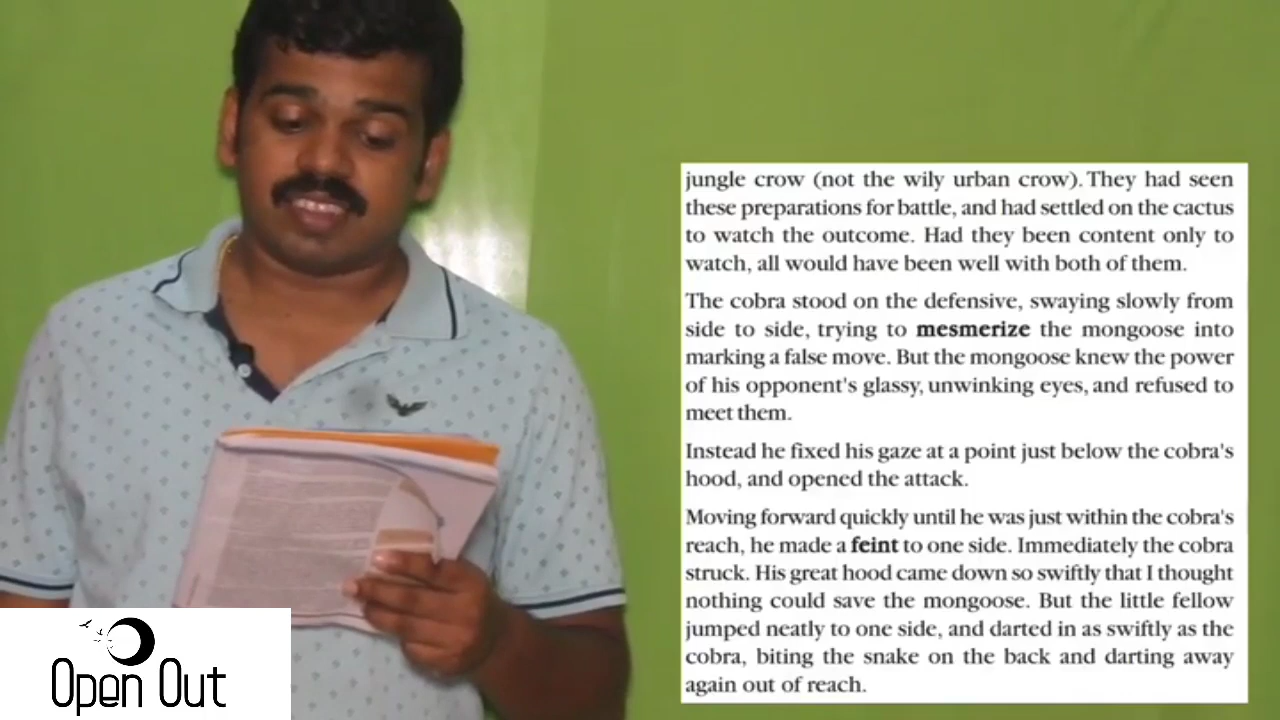 jungle crow (not the wily urban crow). They had seen
these preparations for battle, and had settled on the cactus
to watch the outcome. Had they been content only to
watch, all would have been well with both of them.
The cobra stood on the defensive, swaying slowly from
side to side, trying to mesmerize the mongoose into
marking a false move. But the mongoose knew the power
of his opponent's glassy, unwinking eyes, and refused to
meet them.
Instead he fixed his gaze at a point just below the cobra's
hood, and opened the attack.
Moving forward quickly until he was just within the cobra's
reach, he made a feint to one side. Immediately the cobra
struck. His great hood came down so swiftly that I thought
nothing could save the mongoose. But the little fellow
jumped neatly to one side, and darted in as swiftly as the
cobra, biting the snake on the back and darting away
again out of reach.
Open Out